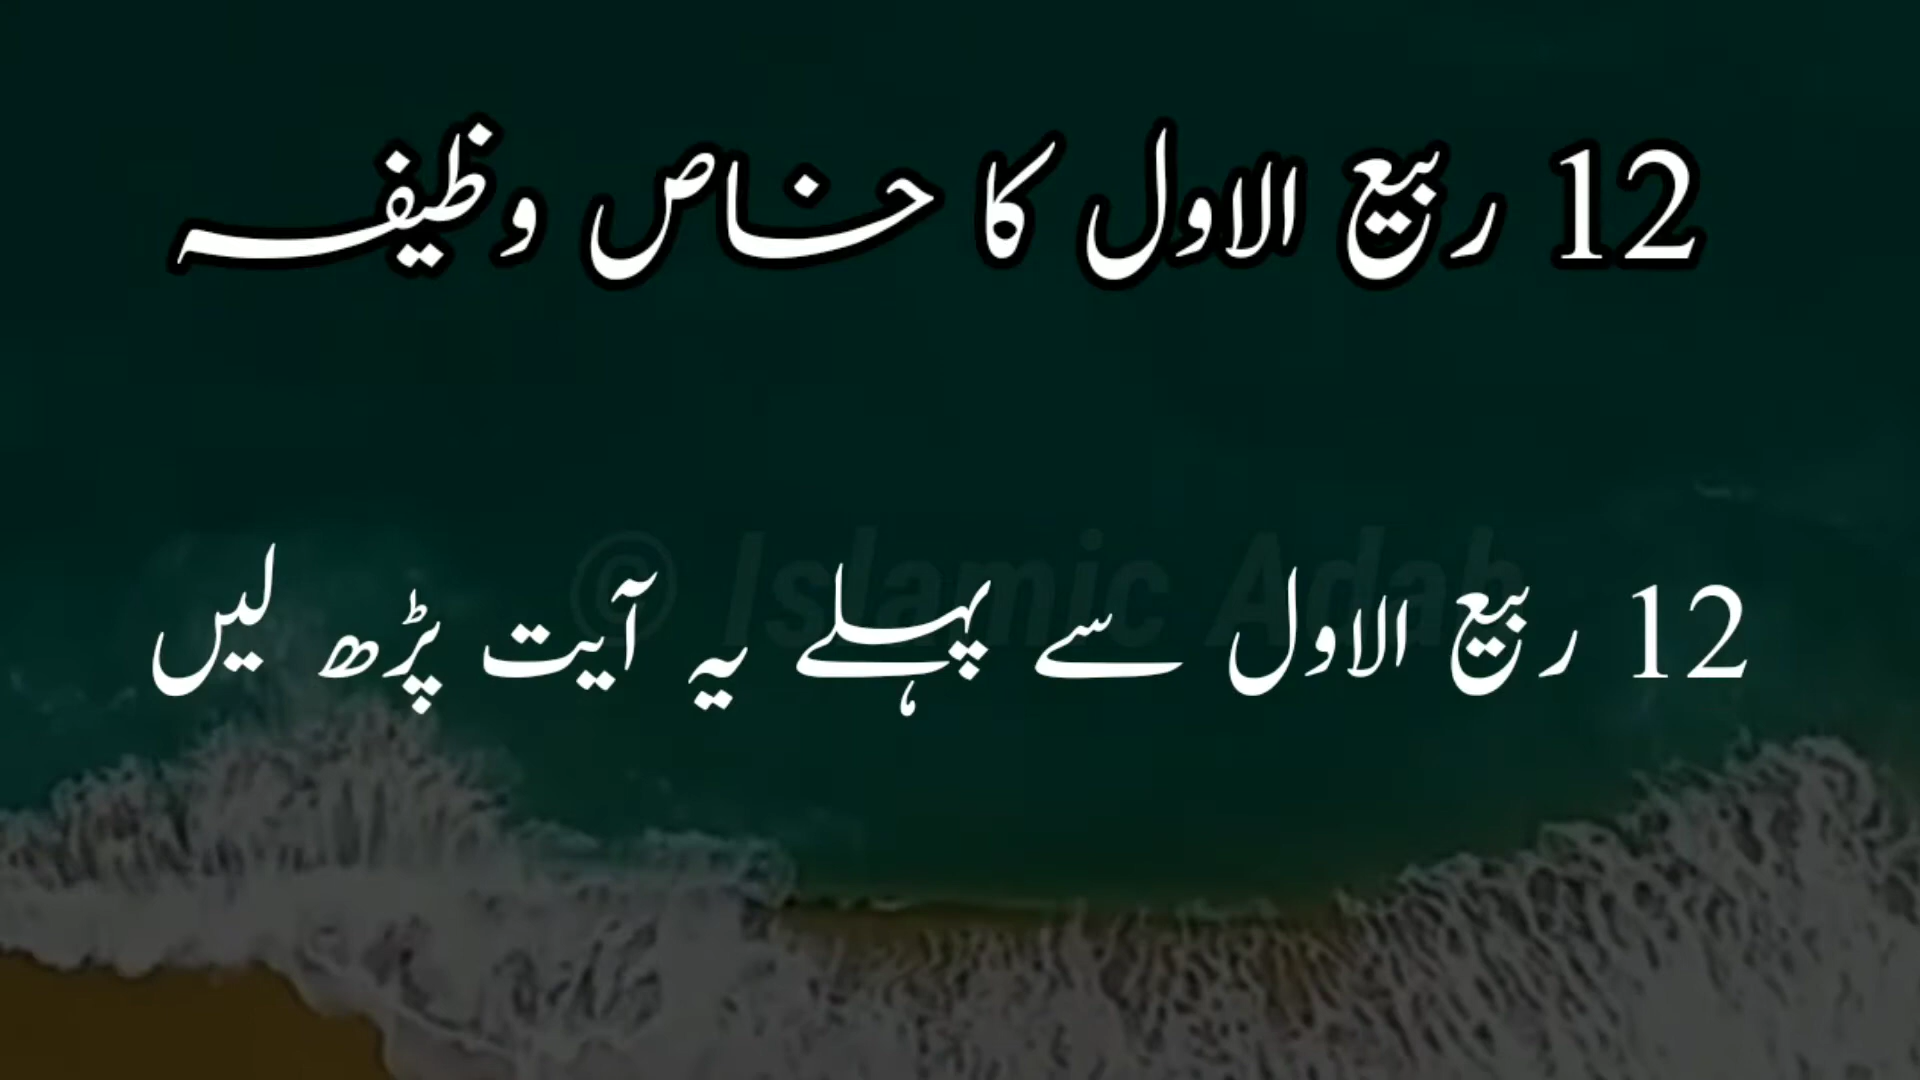 12 ربیع الاول کا خاص وظیفہ
© Islamic Adab
12 ربیع الاول سے پہلے یہ آیت پڑھ لیں